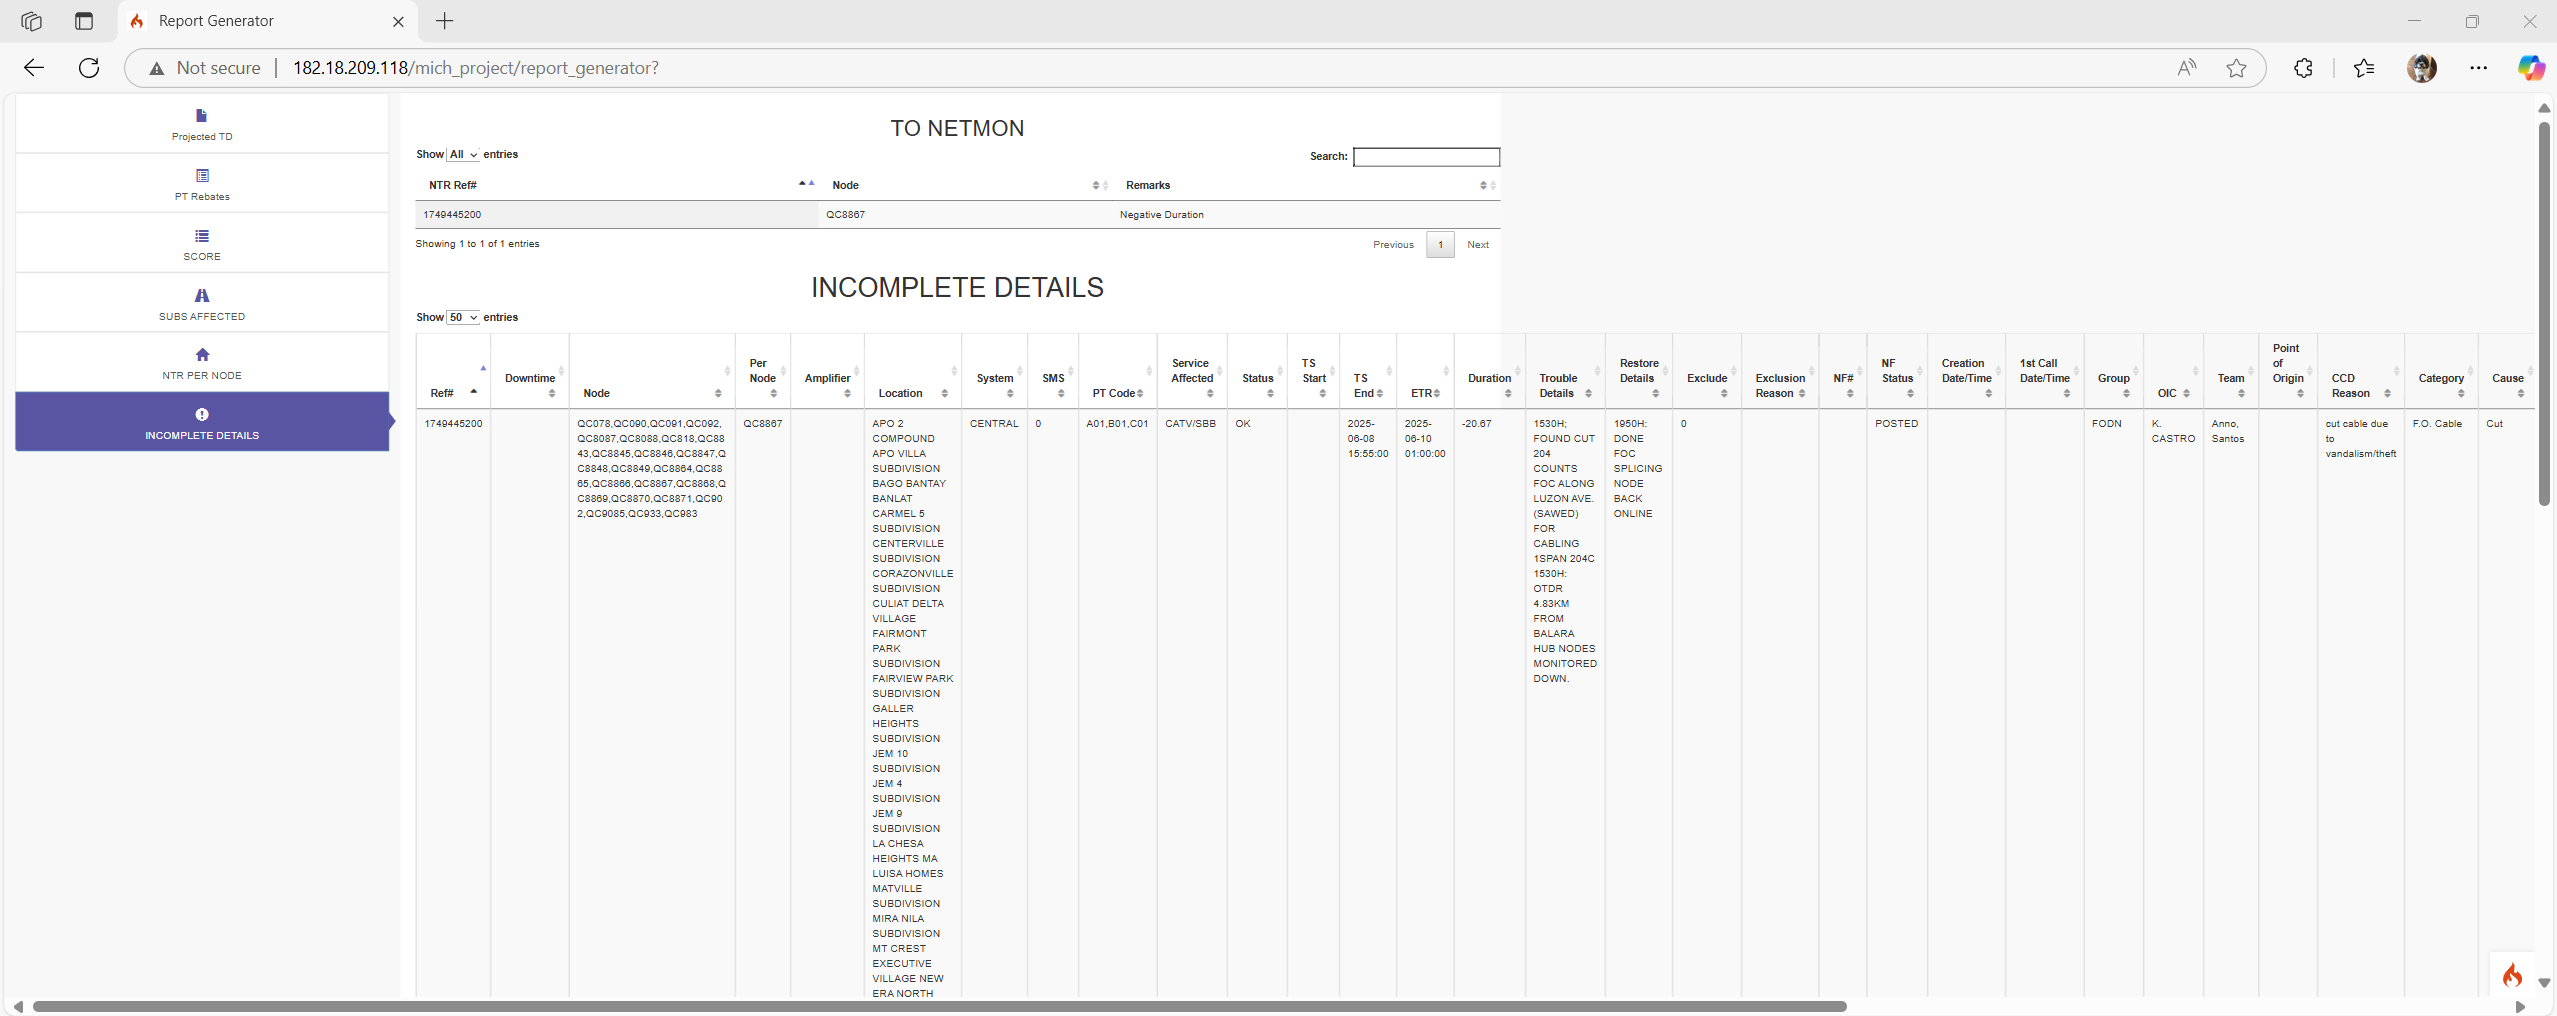 Report Generator
Not secure
182.18.209.118/mich_project/report_generator?
Projected TD
PT Rebates
SCORE
SUBS AFFECTED
NTR PER NODE
INCOMPLETE DETAILS
TO NETMON
Show All entries
Search:
NTR Ref# Node Remarks
1749445200 QC8867 Negative Duration
Showing 1 to 1 of 1 entries
Previous 1 Next
INCOMPLETE DETAILS
Show 50 entries
Ref#
Downtime
Node
Per
Node
Amplifier
Location
System
SMS
PT Code
Service
Affected
Status
TS
Start
TS
End
ETR
Duration
Trouble
Details
Restore
Details
Exclude
Exclusion
Reason
NF#
NF
Status
Creation
Date/Time
1st Call
Date/Time
Group
OIC
Team
Point
of
Origin
CCD
Reason
Category
Cause
1749445200
QC078,QC090,QC091,QC092,
QC8087,QC8088,QC818,QC88
43,QC8845,QC8846,QC8847,Q
C8848,QC8849,QC8864,QC88
65,QC8866,QC8867,QC8868,Q
C8869,QC8870,QC8871,QC90
2,QC9085,QC933,QC983
QC8867
APO 2
COMPOUND
APO VILLA
SUBDIVISION
BAGO BANTAY
BANLAT
CARMEL 5
SUBDIVISION
CENTERVILLE
SUBDIVISION
CORAZONVILLE
SUBDIVISION
CULIAT DELTA
VILLAGE
FAIRMONT
PARK
SUBDIVISION
FAIRVIEW PARK
SUBDIVISION
GALLER
HEIGHTS
SUBDIVISION
JEM 10
SUBDIVISION
JEM 4
SUBDIVISION
JEM 9
SUBDIVISION
LA CHESA
HEIGHTS MA
LUISA HOMES
MATVILLE
SUBDIVISION
MIRA NILA
SUBDIVISION
MT CREST
EXECUTIVE
VILLAGE NEW
ERA NORTH
CENTRAL
0
A01,B01,C01
CATV/SBB
OK
2025-
06-08
15:55:00
2025-
06-10
01:00:00
-20.67
1530H;
FOUND CUT
204
COUNTS
FOC ALONG
LUZON AVE.
(SAWED)
FOR
CABLING
1SPAN 204C
1530H:
OTDR
4.83KM
FROM
BALARA
HUB NODES
MONITORED
DOWN.
1950H:
DONE
FOC
SPLICING
NODE
BACK
ONLINE
0
POSTED
FODN
K.
CASTRO
Anno,
Santos
cut cable due
to
vandalism/theft
F.O. Cable
Cut